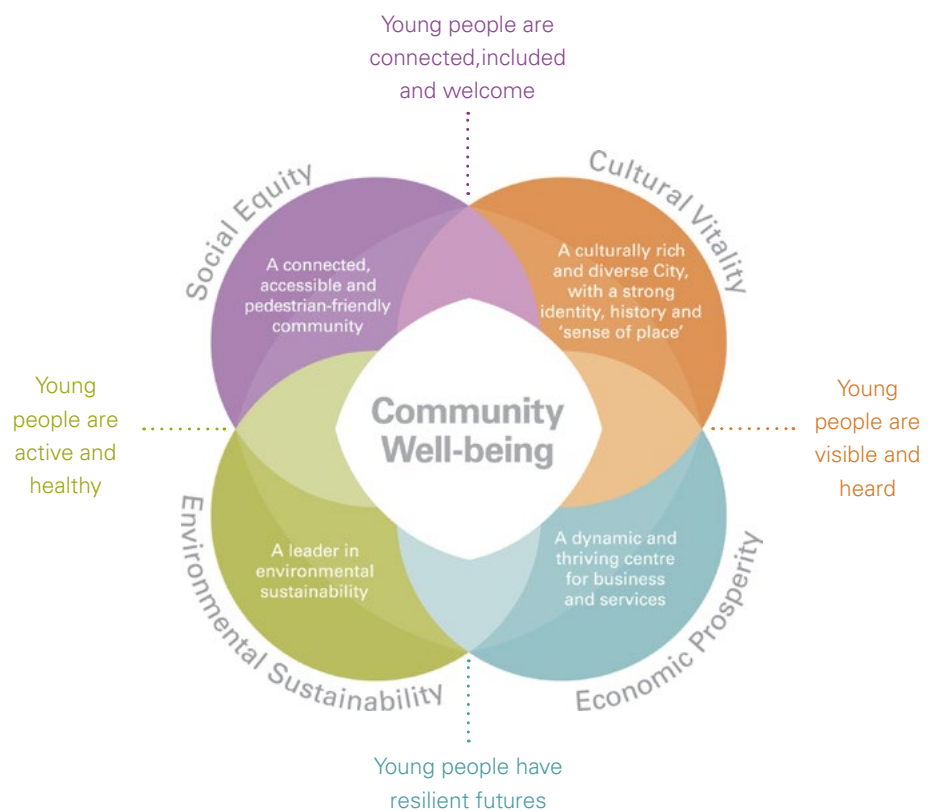 Young people are
connected,included
and welcome
Social Equity
Cultural Vitality
A connected,
accessible and
pedestrian-friendly
community
A culturally rich
and diverse City,
with a strong
identity, history and
‘sense of place’
Young
people are
active and
healthy
Community
Well-being
Young
people are
visible and
heard
A leader in
environmental
sustainability
A dynamic and
thriving centre
for business
and services
Environmental Sustainability
Economic Prosperity
Young people have
resilient futures